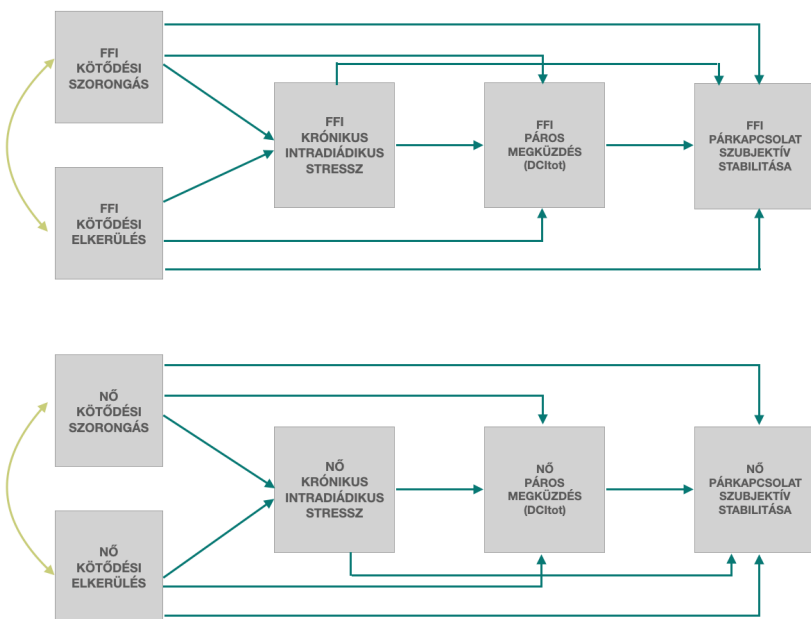 FFI
KÖTŐDÉSI
SZORONGÁS
FFI
KRÓNIKUS
INTRADIÁDIKUS
STRESSZ
FFI
PÁROS
MEGKÜZDÉS
(DCItot)
FFI
PÁRKAPCSOLAT
SZUBJEKTÍV
STABILITÁSA
FFI
KÖTŐDÉSI
ELKERÜLÉS
NŐ
KÖTŐDÉSI
SZORONGÁS
NŐ
KRÓNIKUS
INTRADIÁDIKUS
STRESSZ
NŐ
PÁROS
MEGKÜZDÉS
(DCItot)
NŐ
PÁRKAPCSOLAT
SZUBJEKTÍV
STABILITÁSA
NŐ
KÖTŐDÉSI
ELKERÜLÉS